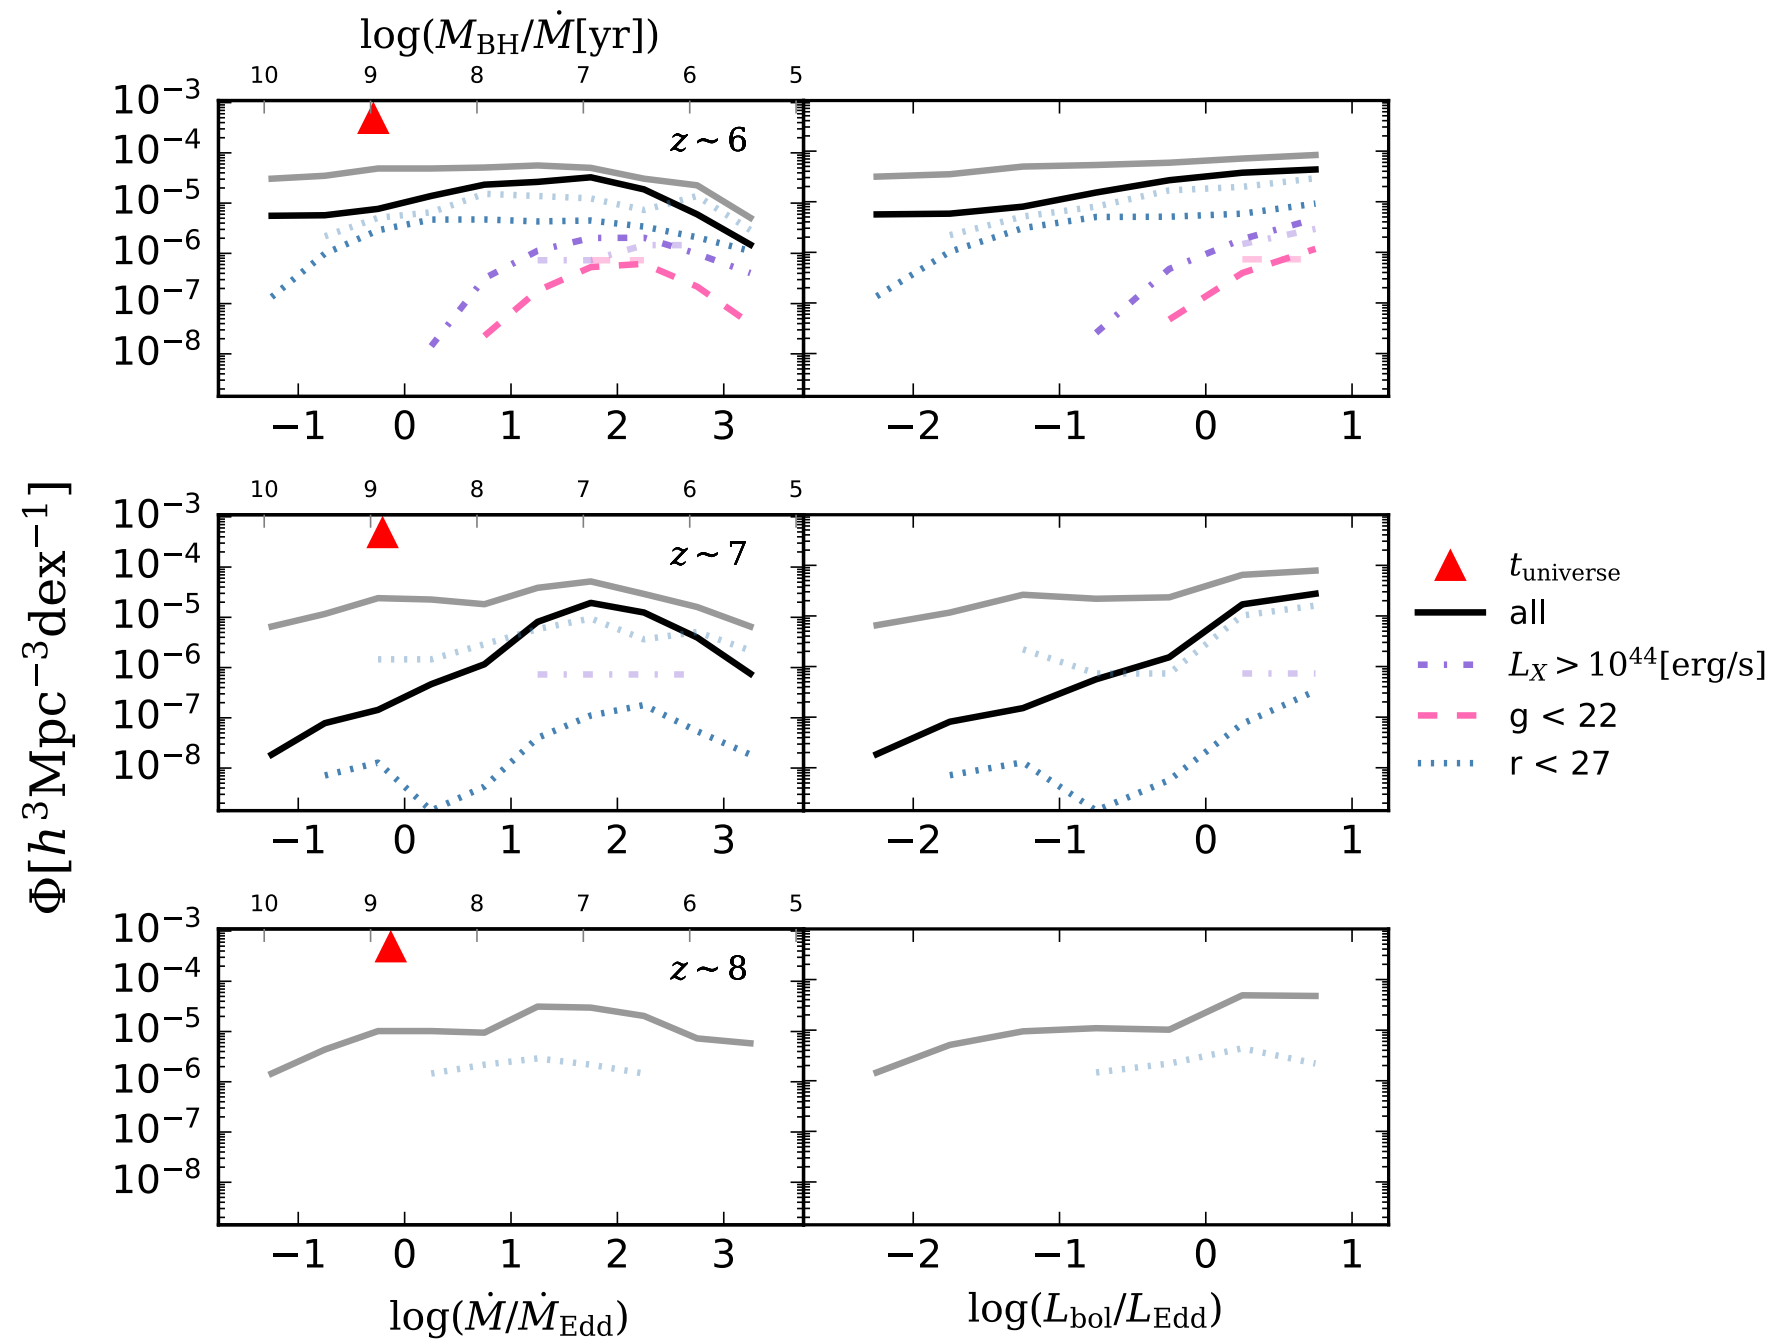 log(M_BH/Ṁ[yr])
10 9 8 7 6 5
10⁻³
10⁻⁴
10⁻⁵
10⁻⁶
10⁻⁷
10⁻⁸
z ~ 6
−1 0 1 2 3
−2 −1 0 1
10 9 8 7 6 5
10⁻³
10⁻⁴
10⁻⁵
10⁻⁶
10⁻⁷
10⁻⁸
z ~ 7
−1 0 1 2 3
−2 −1 0 1
Φ[h³Mpc⁻³dex⁻¹]
t_universe
all
L_X > 10⁴⁴[erg/s]
g < 22
r < 27
10 9 8 7 6 5
10⁻³
10⁻⁴
10⁻⁵
10⁻⁶
10⁻⁷
10⁻⁸
z ~ 8
−1 0 1 2 3
−2 −1 0 1
log(Ṁ/Ṁ_Edd)
log(L_bol/L_Edd)